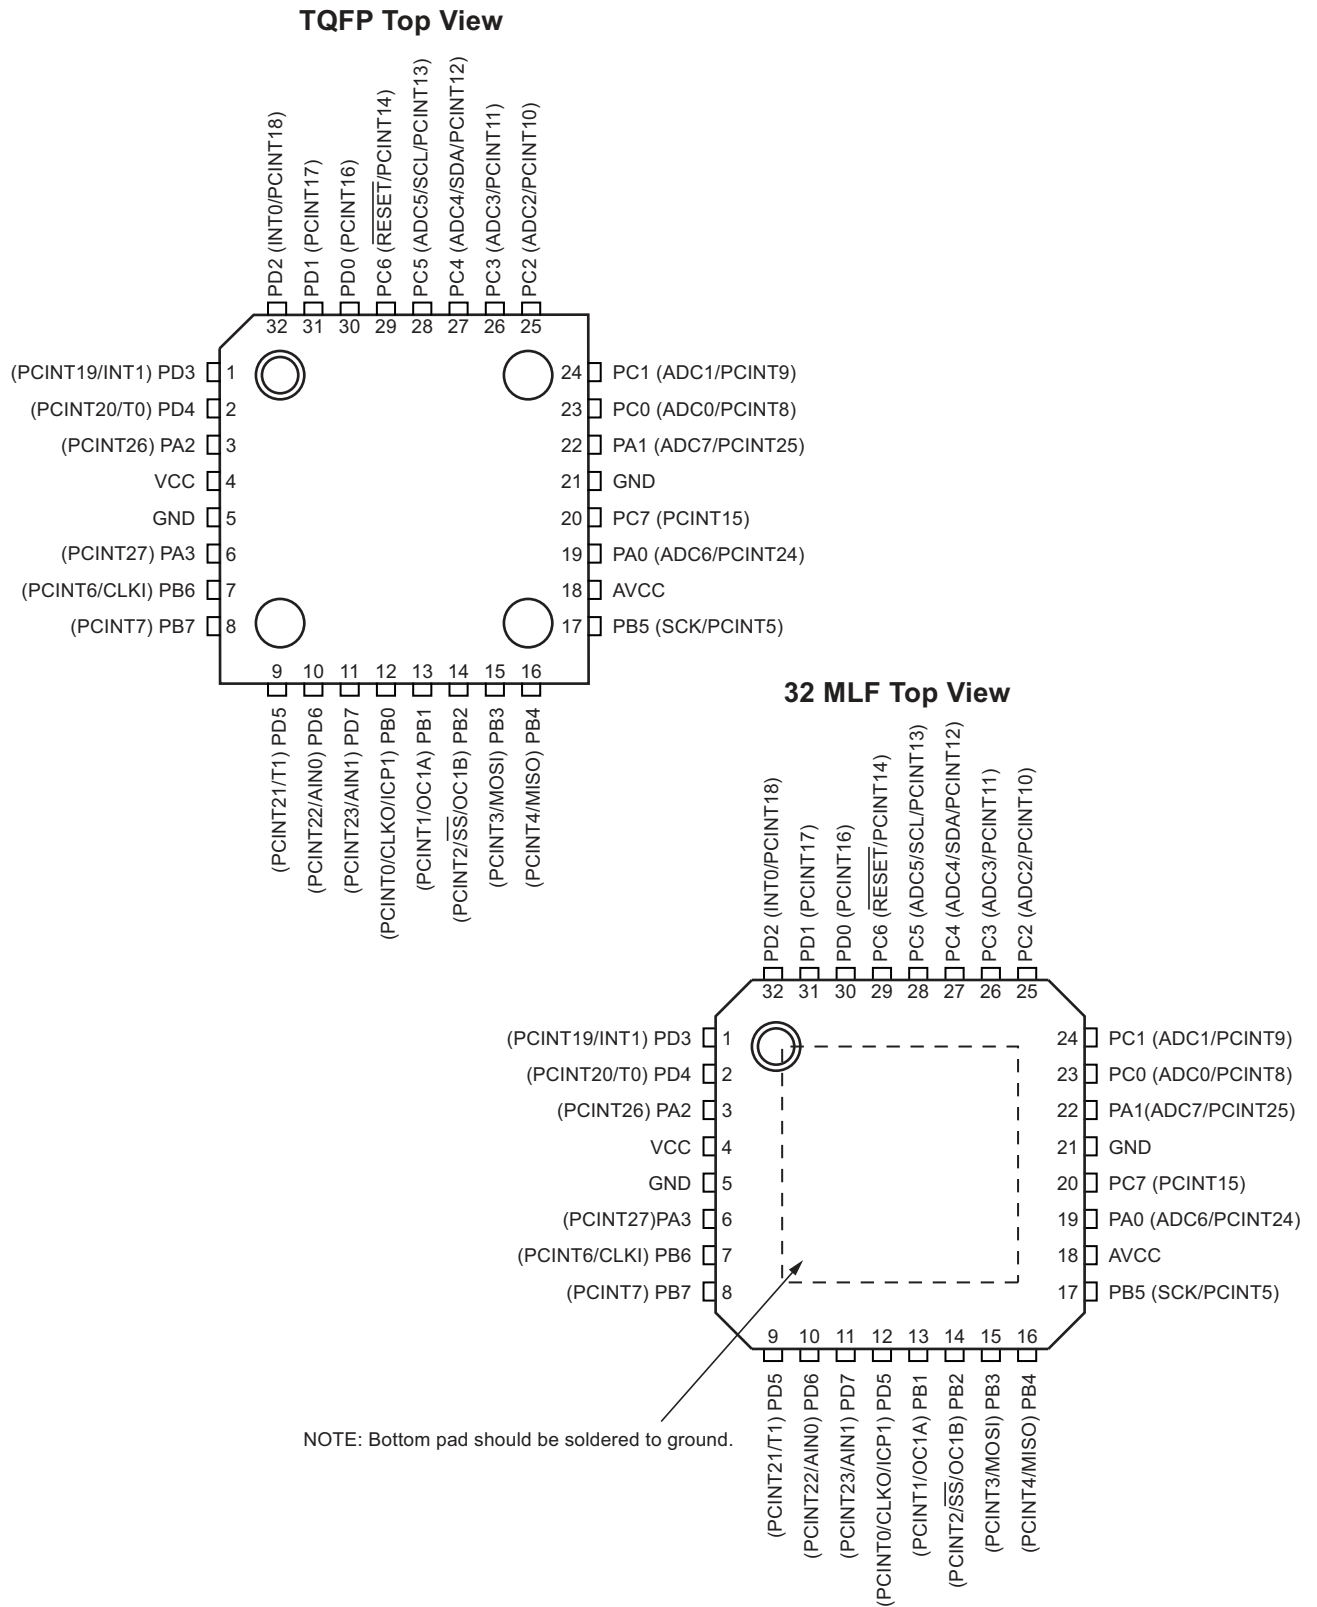 TQFP Top View
PD2 (INT0/PCINT18)
PD1 (PCINT17)
PD0 (PCINT16)
PC6 (RESET/PCINT14)
PC5 (ADC5/SCL/PCINT13)
PC4 (ADC4/SDA/PCINT12)
PC3 (ADC3/PCINT11)
PC2 (ADC2/PCINT10)
32 31 30 29 28 27 26 25
(PCINT19/INT1) PD3 1
(PCINT20/T0) PD4 2
(PCINT26) PA2 3
VCC 4
GND 5
(PCINT27) PA3 6
(PCINT6/CLKI) PB6 7
(PCINT7) PB7 8
24 PC1 (ADC1/PCINT9)
23 PC0 (ADC0/PCINT8)
22 PA1 (ADC7/PCINT25)
21 GND
20 PC7 (PCINT15)
19 PA0 (ADC6/PCINT24)
18 AVCC
17 PB5 (SCK/PCINT5)
9 10 11 12 13 14 15 16
(PCINT21/T1) PD5
(PCINT22/AIN0) PD6
(PCINT23/AIN1) PD7
(PCINT0/CLKO/ICP1) PB0
(PCINT1/OC1A) PB1
(PCINT2/SS/OC1B) PB2
(PCINT3/MOSI) PB3
(PCINT4/MISO) PB4
32 MLF Top View
PD2 (INT0/PCINT18)
PD1 (PCINT17)
PD0 (PCINT16)
PC6 (RESET/PCINT14)
PC5 (ADC5/SCL/PCINT13)
PC4 (ADC4/SDA/PCINT12)
PC3 (ADC3/PCINT11)
PC2 (ADC2/PCINT10)
32 31 30 29 28 27 26 25
(PCINT19/INT1) PD3 1
(PCINT20/T0) PD4 2
(PCINT26) PA2 3
VCC 4
GND 5
(PCINT27)PA3 6
(PCINT6/CLKI) PB6 7
(PCINT7) PB7 8
24 PC1 (ADC1/PCINT9)
23 PC0 (ADC0/PCINT8)
22 PA1(ADC7/PCINT25)
21 GND
20 PC7 (PCINT15)
19 PA0 (ADC6/PCINT24)
18 AVCC
17 PB5 (SCK/PCINT5)
9 10 11 12 13 14 15 16
(PCINT21/T1) PD5
(PCINT22/AIN0) PD6
(PCINT23/AIN1) PD7
(PCINT0/CLKO/ICP1) PD5
(PCINT1/OC1A) PB1
(PCINT2/SS/OC1B) PB2
(PCINT3/MOSI) PB3
(PCINT4/MISO) PB4
NOTE: Bottom pad should be soldered to ground.